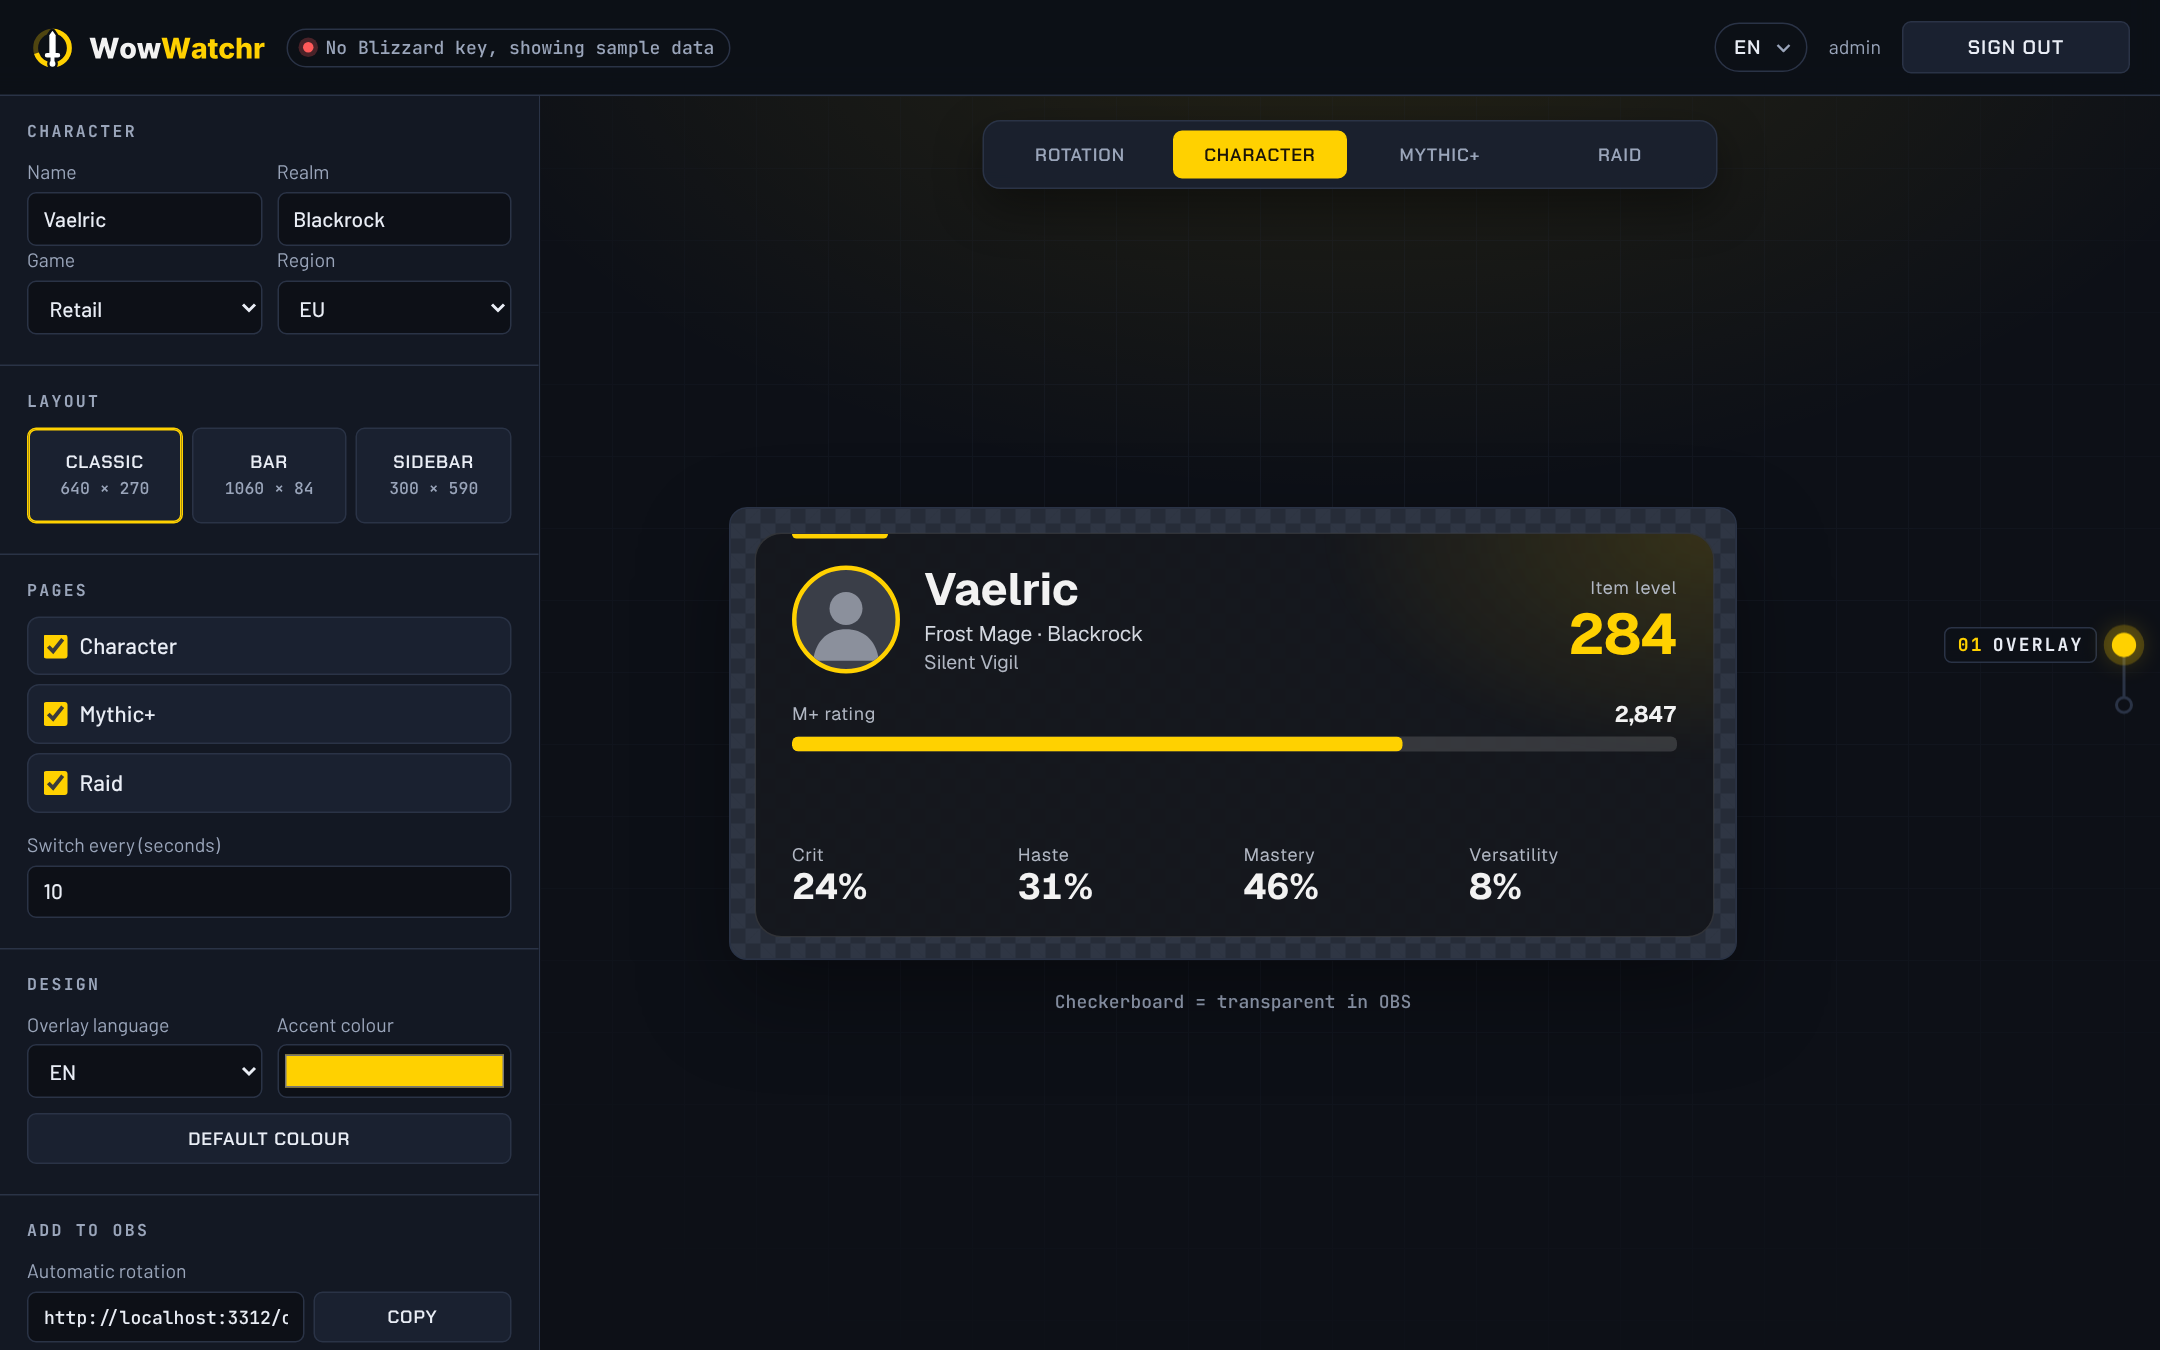 WowWatchr
No Blizzard key, showing sample data
EN
admin
SIGN OUT
CHARACTER
Name
Realm
Vaelric
Blackrock
Game
Region
Retail
EU
LAYOUT
CLASSIC
640 × 270
BAR
1060 × 84
SIDEBAR
300 × 590
PAGES
Character
Mythic+
Raid
Switch every (seconds)
10
DESIGN
Overlay language
Accent colour
EN
DEFAULT COLOUR
ADD TO OBS
Automatic rotation
http://localhost:3312/
COPY
ROTATION
CHARACTER
MYTHIC+
RAID
Vaelric
Frost Mage · Blackrock
Silent Vigil
Item level
284
M+ rating
2,847
Crit
24%
Haste
31%
Mastery
46%
Versatility
8%
Checkerboard = transparent in OBS
01 OVERLAY